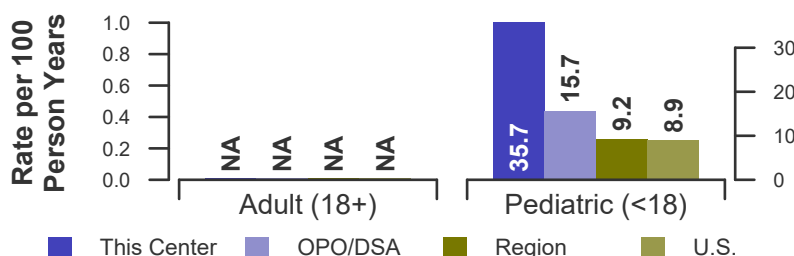 Rate per 100
Person Years
1.0
0.8
0.6
0.4
0.2
0.0
NA NA NA NA
35.7 15.7 9.2 8.9
30
20
10
0
Adult (18+) Pediatric (<18)
This Center OPO/DSA Region U.S.